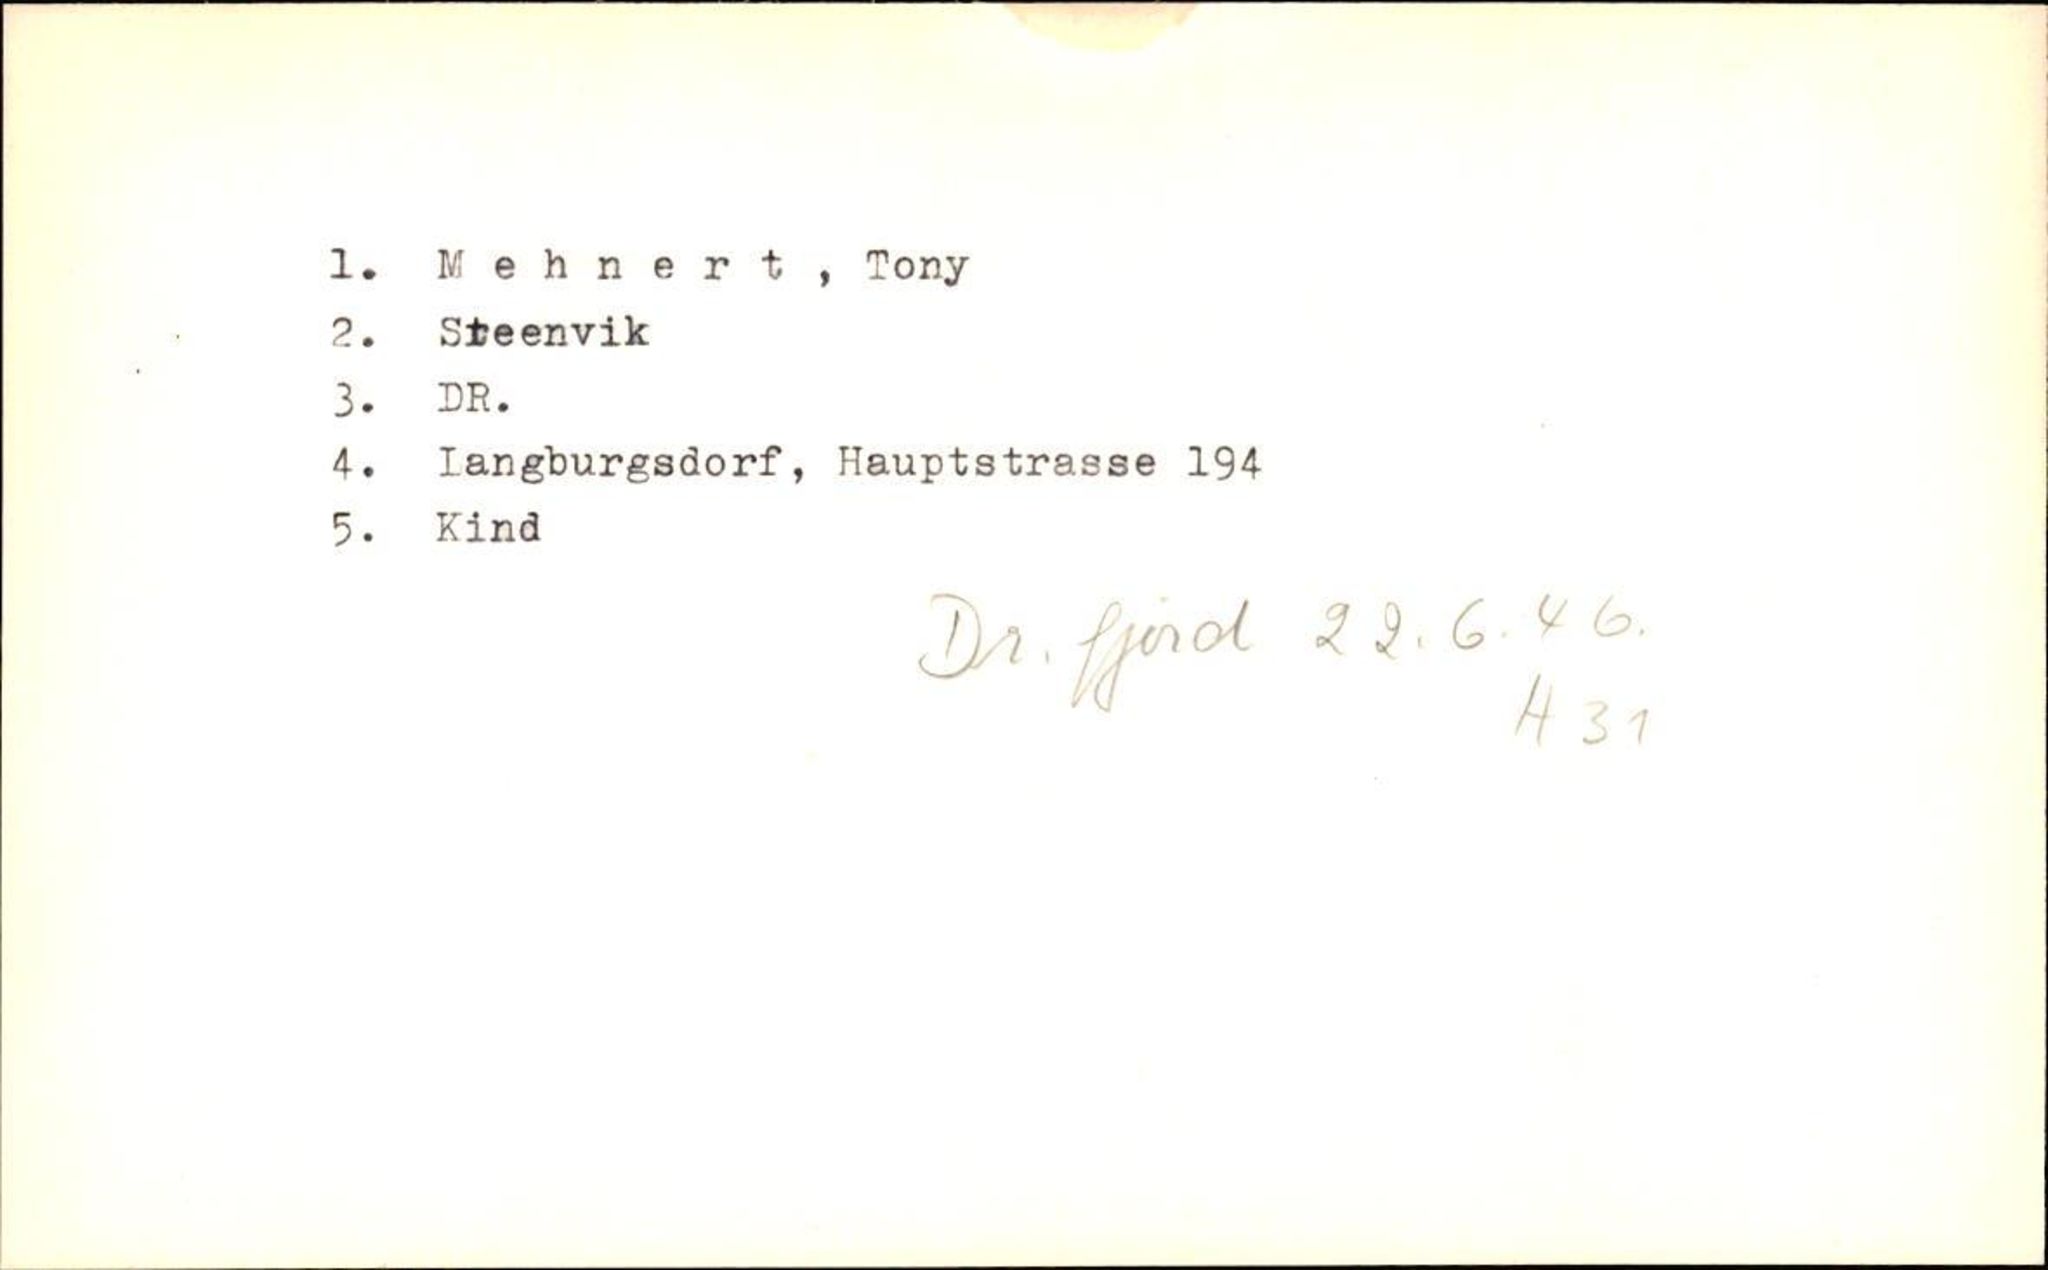 1. M e h n e r t , Tony
2. Steenvik
3. DR.
4. Langburgsdorf, Hauptstrasse 194
5. Kind
Dr. fjord 22.6.46.
H 31